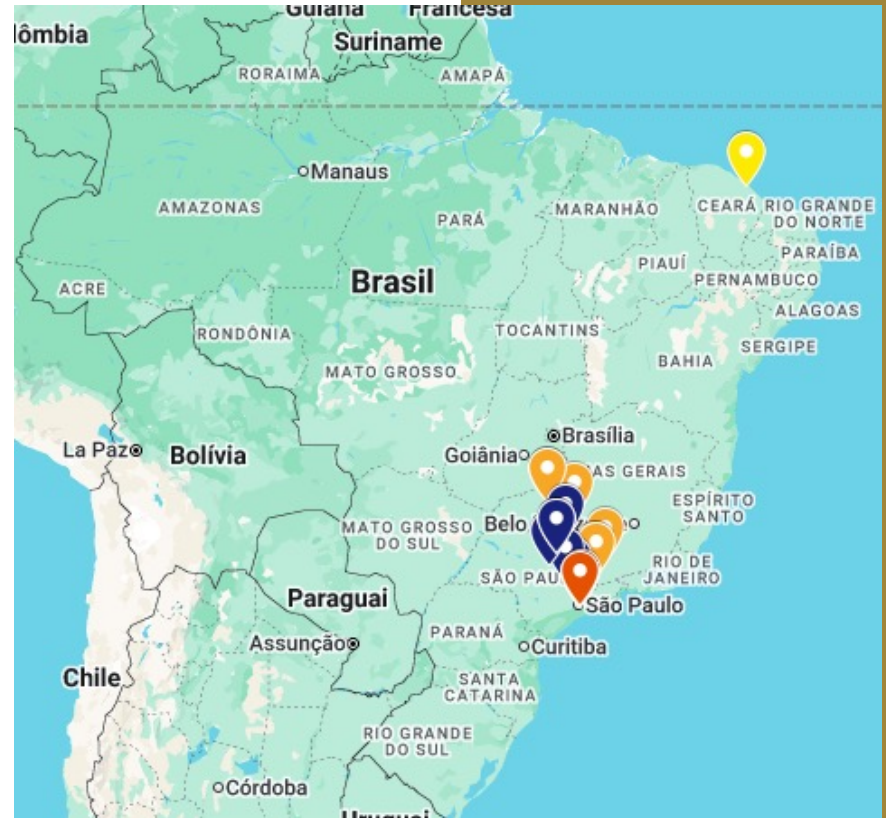 Guiana
Francesa
lômbia
Suriname
RORAIMA
AMAPÁ
Manaus
AMAZONAS
PARÁ
MARANHÃO
CEARÁ
RIO GRANDE
DO NORTE
PARAÍBA
PIAUÍ
PERNAMBUCO
ACRE
Brasil
ALAGOAS
RONDÔNIA
TOCANTINS
SERGIPE
BAHIA
MATO GROSSO
Brasília
La Paz
Bolívia
Goiânia
AS GERAIS
ESPÍRITO
SANTO
MATO GROSSO
DO SUL
Belo
RIO DE
JANEIRO
SÃO PAU
Paraguai
São Paulo
PARANÁ
Assunção
Curitiba
Chile
SANTA
CATARINA
RIO GRANDE
DO SUL
Córdoba
Uruguai